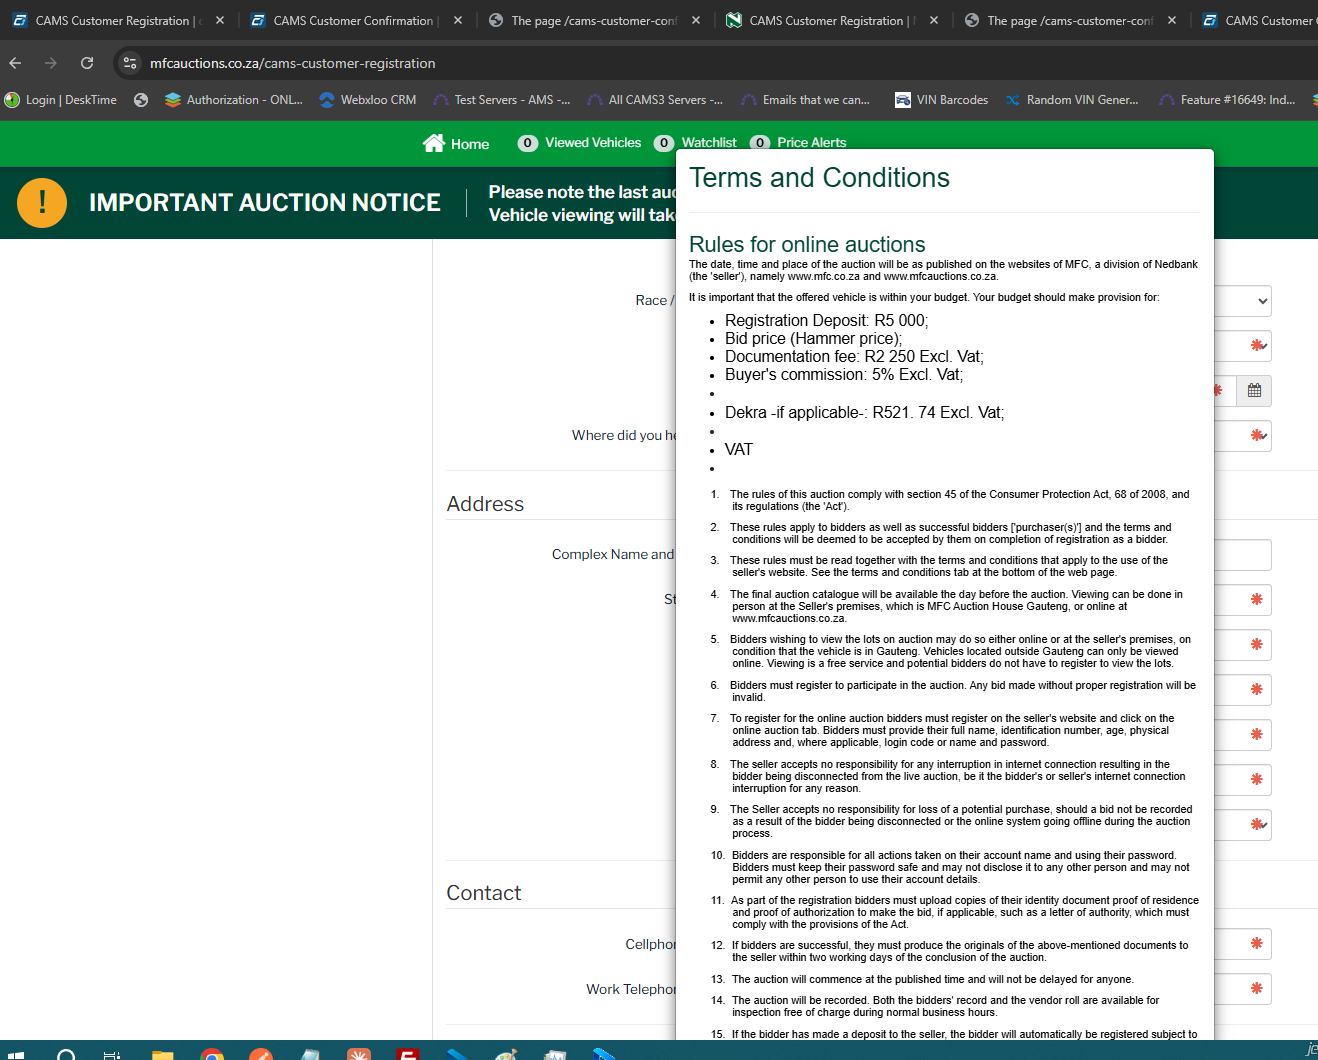 CAMS Customer Registration |
CAMS Customer Confirmation |
The page /cams-customer-conf
CAMS Customer Registration |
The page /cams-customer-conf
CAMS Customer
mfcauctions.co.za/cams-customer-registration
Login | DeskTime
Authorization - ONL...
Webxloo CRM
Test Servers - AMS -...
All CAMS3 Servers -...
Emails that we can...
VIN Barcodes
Random VIN Gener...
Feature #16649: Ind...
Home
0 Viewed Vehicles
0 Watchlist
0 Price Alerts
! IMPORTANT AUCTION NOTICE
Please note the last auc
Vehicle viewing will tak
Race /
Where did you he
Address
Complex Name and
St
Contact
Cellphon
Work Telephon
Terms and Conditions
Rules for online auctions
The date, time and place of the auction will be as published on the websites of MFC, a division of Nedbank
(the 'seller'), namely www.mfc.co.za and www.mfcauctions.co.za.
It is important that the offered vehicle is within your budget. Your budget should make provision for:
• Registration Deposit: R5 000;
• Bid price (Hammer price);
• Documentation fee: R2 250 Excl. Vat;
• Buyer's commission: 5% Excl. Vat;
•
• Dekra -if applicable-: R521. 74 Excl. Vat;
•
• VAT
•
1. The rules of this auction comply with section 45 of the Consumer Protection Act, 68 of 2008, and
its regulations (the 'Act').
2. These rules apply to bidders as well as successful bidders ['purchaser(s)'] and the terms and
conditions will be deemed to be accepted by them on completion of registration as a bidder.
3. These rules must be read together with the terms and conditions that apply to the use of the
seller's website. See the terms and conditions tab at the bottom of the web page.
4. The final auction catalogue will be available the day before the auction. Viewing can be done in
person at the Seller's premises, which is MFC Auction House Gauteng, or online at
www.mfcauctions.co.za.
5. Bidders wishing to view the lots on auction may do so either online or at the seller's premises, on
condition that the vehicle is in Gauteng. Vehicles located outside Gauteng can only be viewed
online. Viewing is a free service and potential bidders do not have to register to view the lots.
6. Bidders must register to participate in the auction. Any bid made without proper registration will be
invalid.
7. To register for the online auction bidders must register on the seller's website and click on the
online auction tab. Bidders must provide their full name, identification number, age, physical
address and, where applicable, login code or name and password.
8. The seller accepts no responsibility for any interruption in internet connection resulting in the
bidder being disconnected from the live auction, be it the bidder's or seller's internet connection
interruption for any reason.
9. The Seller accepts no responsibility for loss of a potential purchase, should a bid not be recorded
as a result of the bidder being disconnected or the online system going offline during the auction
process.
10. Bidders are responsible for all actions taken on their account name and using their password.
Bidders must keep their password safe and may not disclose it to any other person and may not
permit any other person to use their account details.
11. As part of the registration bidders must upload copies of their identity document proof of residence
and proof of authorization to make the bid, if applicable, such as a letter of authority, which must
comply with the provisions of the Act.
12. If bidders are successful, they must produce the originals of the above-mentioned documents to
the seller within two working days of the conclusion of the auction.
13. The auction will commence at the published time and will not be delayed for anyone.
14. The auction will be recorded. Both the bidders' record and the vendor roll are available for
inspection free of charge during normal business hours.
15. If the bidder has made a deposit to the seller, the bidder will automatically be registered subject to